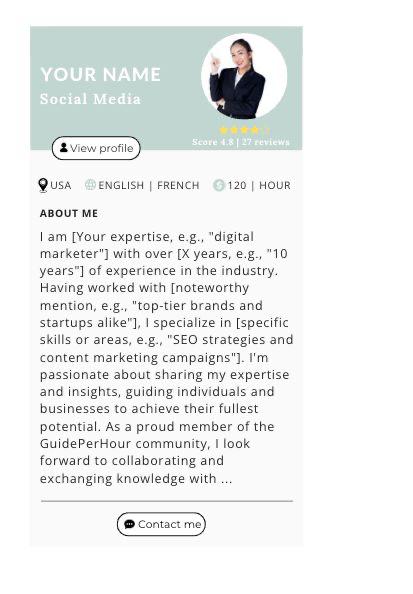 YOUR NAME
Social Media
Score 4.8 | 27 reviews
View profile
USA ENGLISH | FRENCH $ 120 | HOUR
ABOUT ME
I am [Your expertise, e.g., "digital
marketer"] with over [X years, e.g., "10
years"] of experience in the industry.
Having worked with [noteworthy
mention, e.g., "top-tier brands and
startups alike"], I specialize in [specific
skills or areas, e.g., "SEO strategies and
content marketing campaigns"]. I'm
passionate about sharing my expertise
and insights, guiding individuals and
businesses to achieve their fullest
potential. As a proud member of the
GuidePerHour community, I look
forward to collaborating and
exchanging knowledge with ...
Contact me